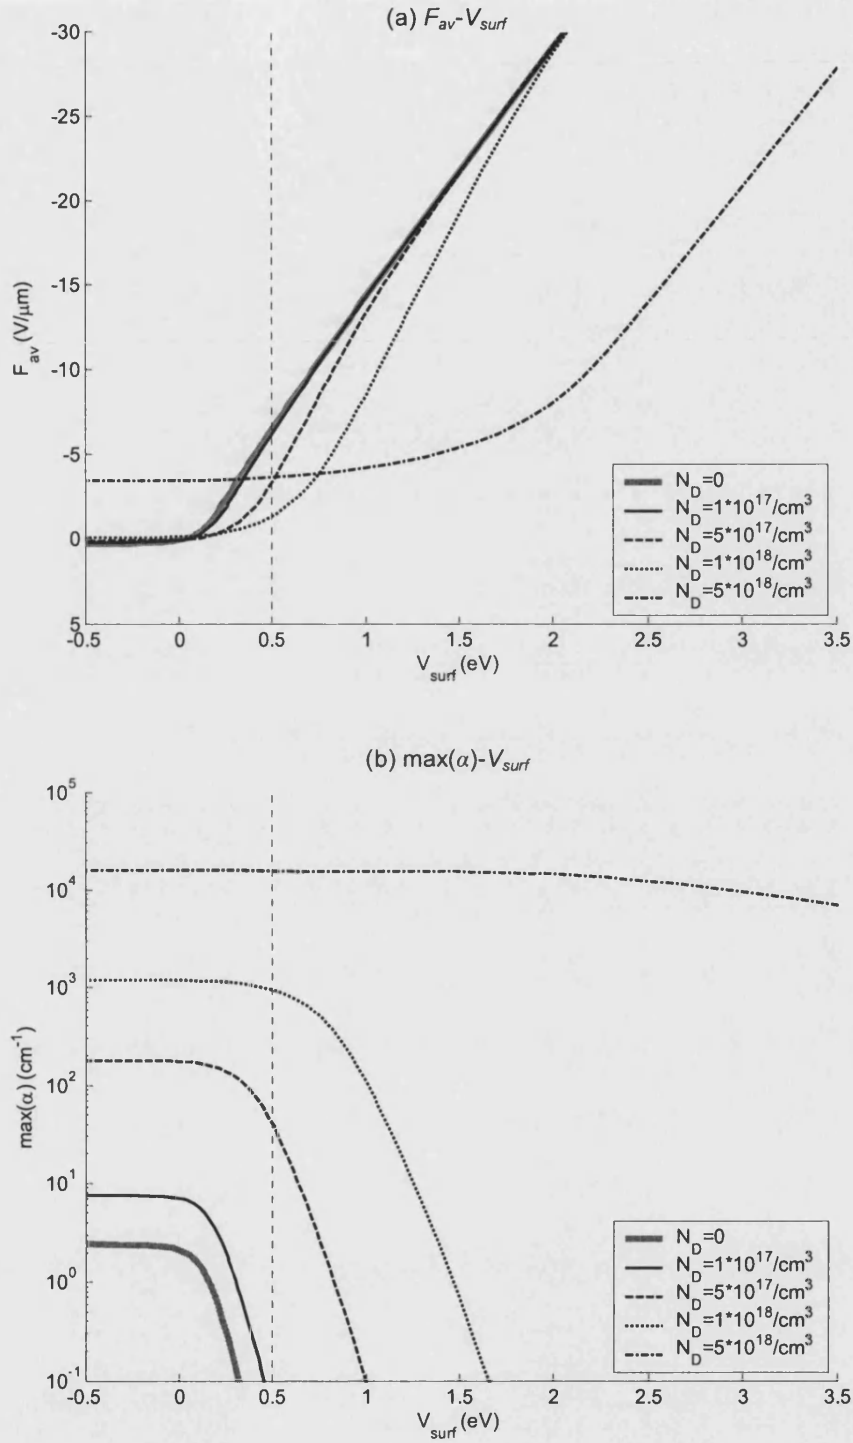 (a) F_av-V_surf
-30
-25
-20
-15
-10
-5
0
5
F_av (V/μm)
-0.5 0 0.5 1 1.5 2 2.5 3 3.5
V_surf (eV)
N_D=0
N_D=1*10^17/cm^3
N_D=5*10^17/cm^3
N_D=1*10^18/cm^3
N_D=5*10^18/cm^3
(b) max(α)-V_surf
10^5
10^4
10^3
10^2
10^1
10^0
10^-1
max(α) (cm^-1)
-0.5 0 0.5 1 1.5 2 2.5 3 3.5
V_surf (eV)
N_D=0
N_D=1*10^17/cm^3
N_D=5*10^17/cm^3
N_D=1*10^18/cm^3
N_D=5*10^18/cm^3